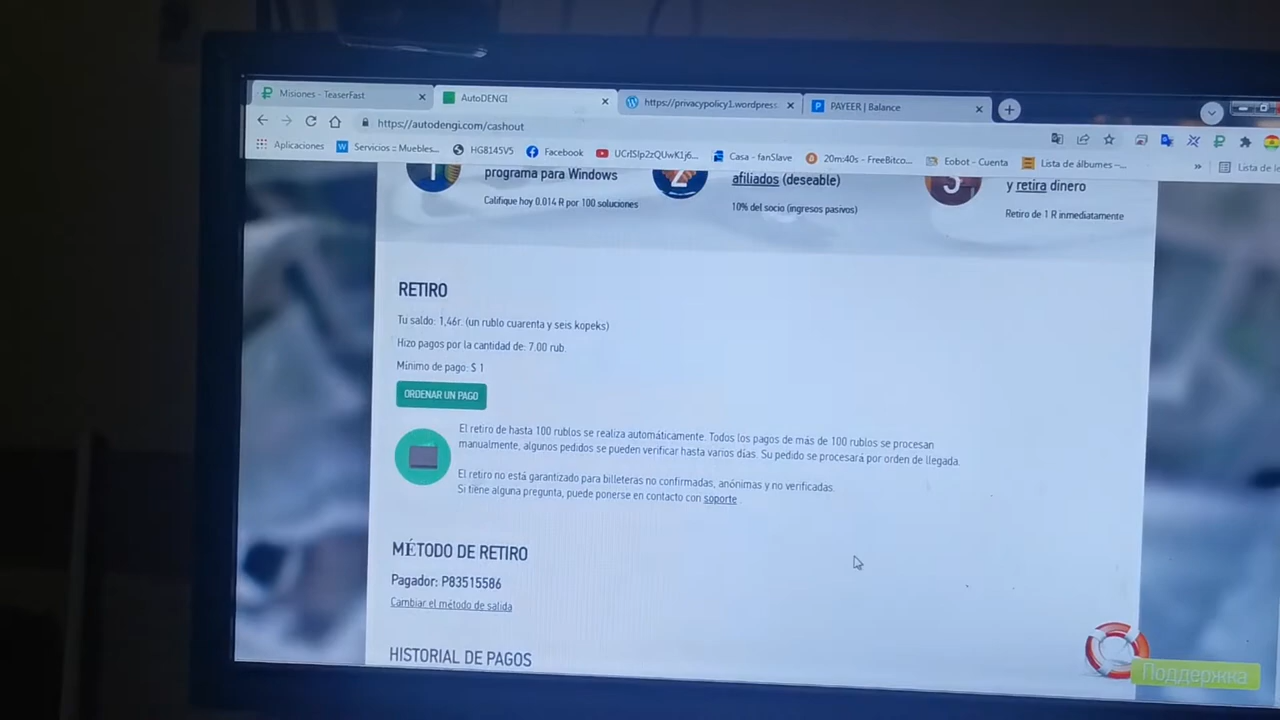 Misiones - TeaserFast
AutoDENGI
https://privacypolicy1.wordpress.
PAYEER | Balance
https://autodengi.com/cashout
Aplicaciones
Servicios :: Muebles...
HG8145V5
Facebook
UCrlSlp2zQUwK1j6...
Casa - fanSlave
20m:40s - FreeBitco...
Eobot - Cuenta
Lista de álbumes –...
»
Lista de le
1
programa para Windows
Califique hoy 0.014 R por 100 soluciones
2
afiliados (deseable)
10% del socio (ingresos pasivos)
3
y retira dinero
Retiro de 1 R inmediatamente
RETIRO
Tu saldo: 1,46r. (un rublo cuarenta y seis kopeks)
Hizo pagos por la cantidad de: 7.00 rub.
Mínimo de pago: $ 1
ORDENAR UN PAGO
El retiro de hasta 100 rublos se realiza automáticamente. Todos los pagos de más de 100 rublos se procesan
manualmente, algunos pedidos se pueden verificar hasta varios días. Su pedido se procesará por orden de llegada.
El retiro no está garantizado para billeteras no confirmadas, anónimas y no verificadas.
Si tiene alguna pregunta, puede ponerse en contacto con soporte
MÉTODO DE RETIRO
Pagador: P83515586
Cambiar el método de salida
HISTORIAL DE PAGOS
Поддержка